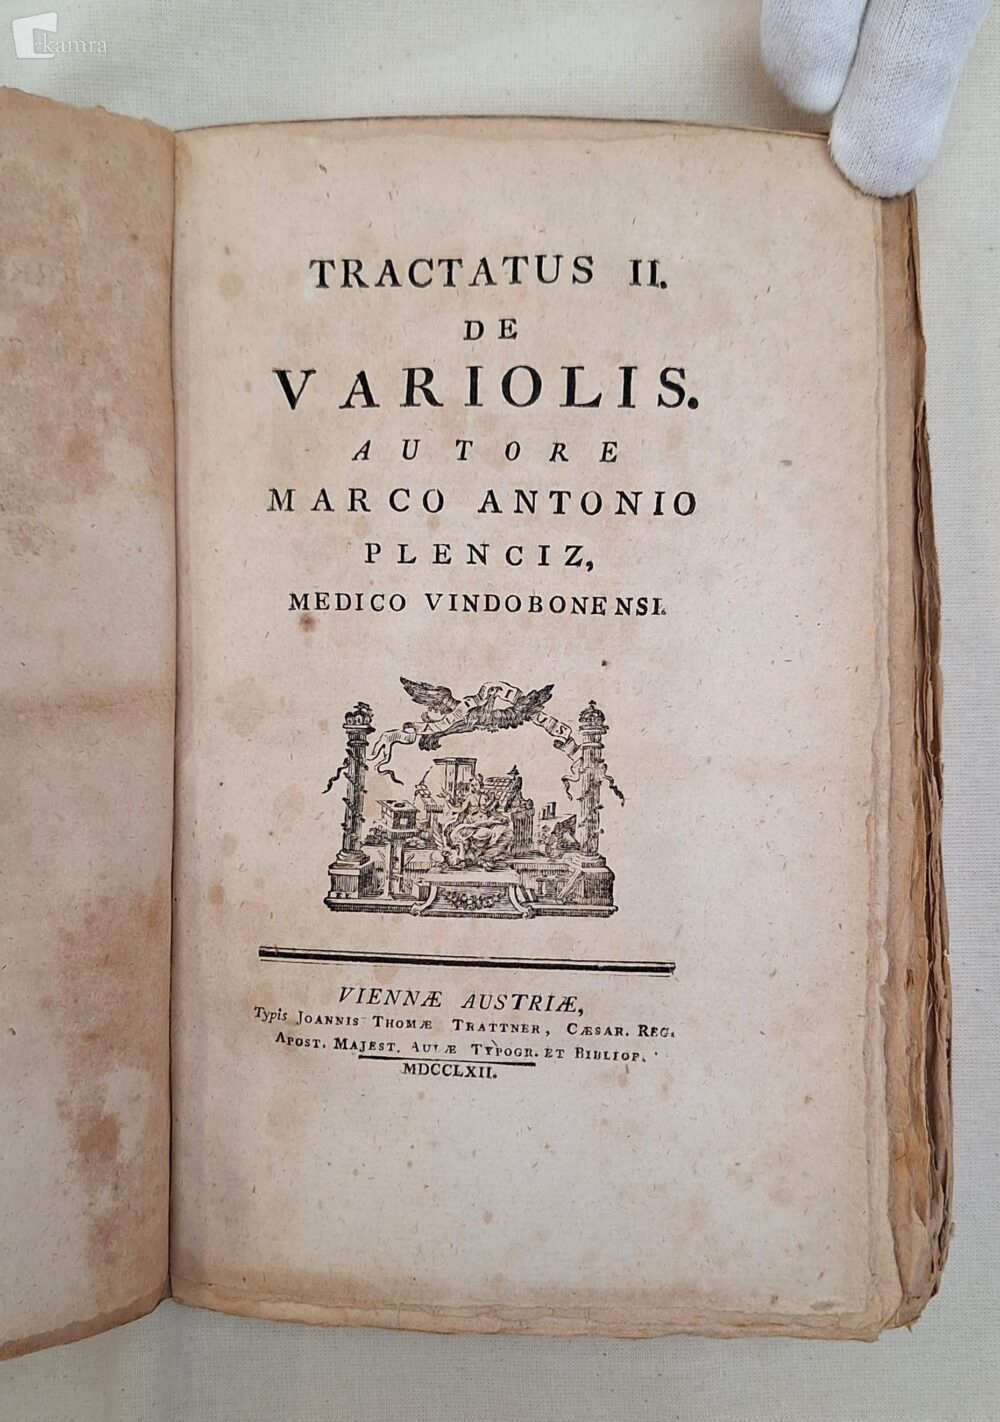 kamra
TRACTATUS II.
DE
VARIOLIS.
AUTORE
MARCO ANTONIO
PLENCIZ,
MEDICO VINDOBONENSI.
VIENNÆ AUSTRIÆ,
Typis JOANNIS THOMÆ TRATTNER, CÆSAR. REG.
APOST. MAJEST. AULÆ TYPOGR. ET BIBLIOP.
MDCCLXII.